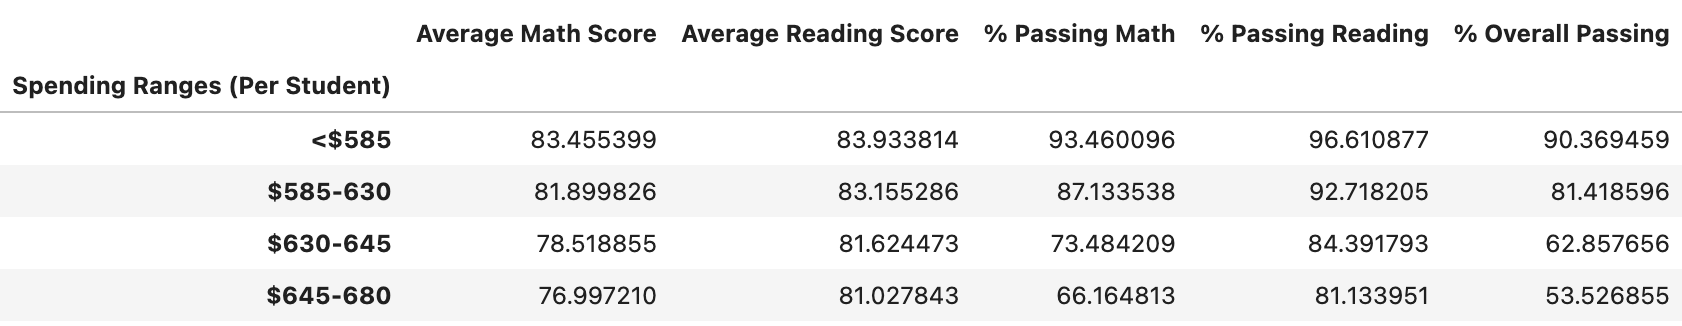 Average Math Score Average Reading Score % Passing Math % Passing Reading % Overall Passing
Spending Ranges (Per Student)
<$585 83.455399 83.933814 93.460096 96.610877 90.369459
$585-630 81.899826 83.155286 87.133538 92.718205 81.418596
$630-645 78.518855 81.624473 73.484209 84.391793 62.857656
$645-680 76.997210 81.027843 66.164813 81.133951 53.526855